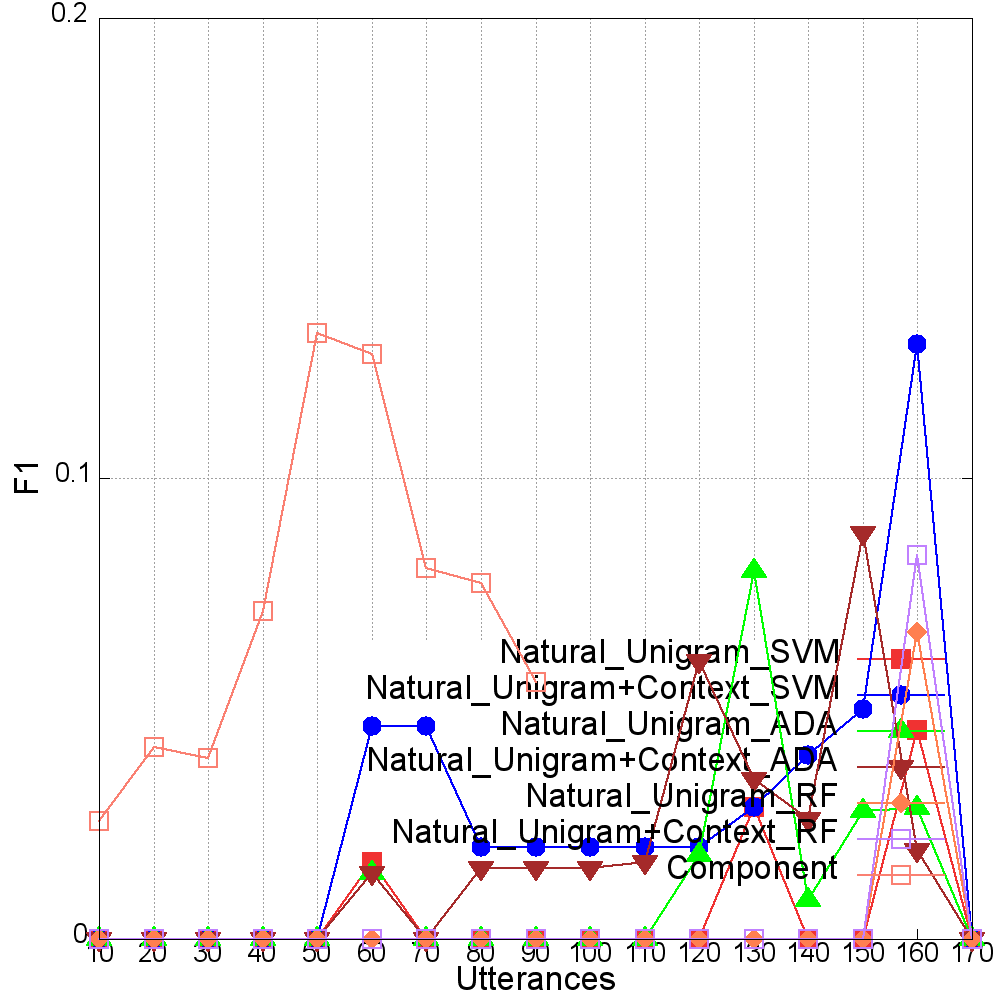 0.2
F1
0.1
Natural_Unigram_SVM
Natural_Unigram+Context_SVM
Natural_Unigram_ADA
Natural_Unigram+Context_ADA
Natural_Unigram_RF
Natural_Unigram+Context_RF
Component
0
10 20 30 40 50 60 70 80 90 100 110 120 130 140 150 160 170
Utterances